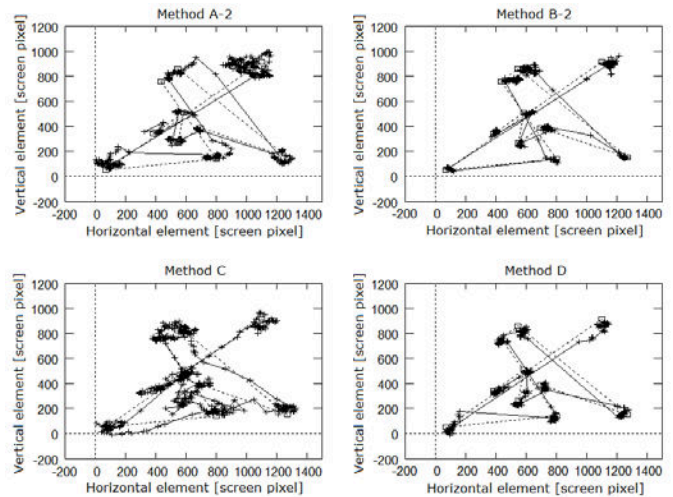 Method A-2
Vertical element [screen pixel]
1200
1000
800
600
400
200
0
-200
-200 0 200 400 600 800 1000 1200 1400
Horizontal element [screen pixel]
Method B-2
Vertical element [screen pixel]
1200
1000
800
600
400
200
0
-200
-200 0 200 400 600 800 1000 1200 1500
Horizontal element [screen pixel]
Method C
Vertical element [screen pixel]
1200
1000
800
600
400
200
0
-200
-200 0 200 400 600 800 1000 1200 1500
Horizontal element [screen pixel]
Method D
Vertical element [screen pixel]
1200
1000
800
600
400
200
0
-200
-200 0 200 400 600 800 1000 1200 1500
Horizontal element [screen pixel]